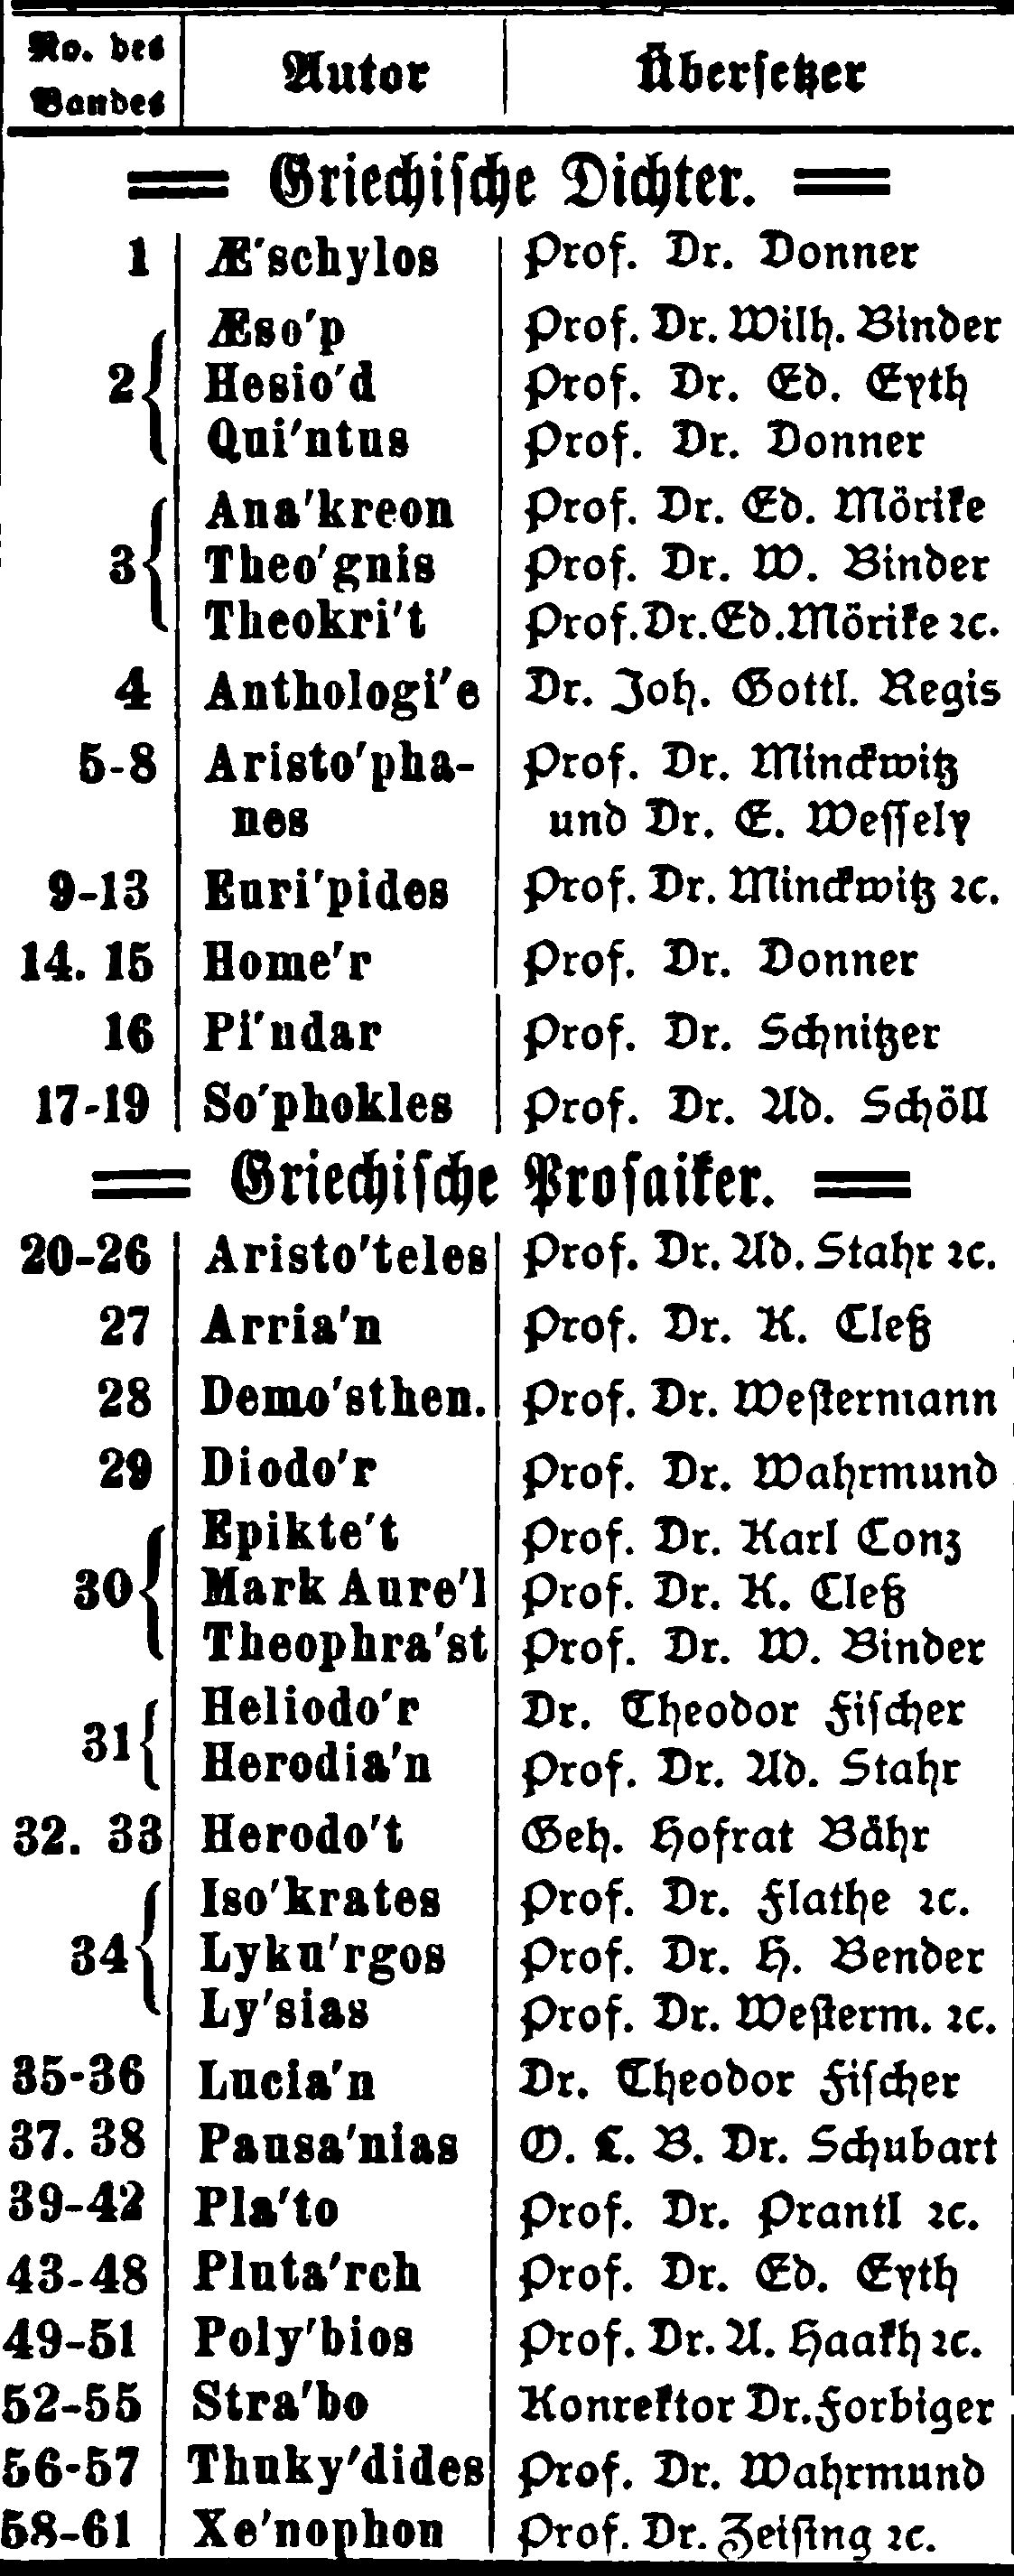 No. des Bandes Autor Übersetzer
Griechische Dichter.
1 Æ'schylos Prof. Dr. Donner
Æso'p Prof. Dr. Wilh. Binder
2 Hesio'd Prof. Dr. Ed. Eyth
Qui'ntus Prof. Dr. Donner
Ana'kreon Prof. Dr. Ed. Mörike
3 Theo'gnis Prof. Dr. W. Binder
Theokri't Prof. Dr. Ed. Mörike ꝛc.
4 Anthologi'e Dr. Joh. Gottl. Regis
5-8 Aristo'pha- Prof. Dr. Minckwitz
nes und Dr. E. Wessely
9-13 Euri'pides Prof. Dr. Minckwitz ꝛc.
14. 15 Home'r Prof. Dr. Donner
16 Pi'ndar Prof. Dr. Schnitzer
17-19 So'phokles Prof. Dr. Ad. Schöll
Griechische Prosaiker.
20-26 Aristo'teles Prof. Dr. Ad. Stahr ꝛc.
27 Arria'n Prof. Dr. K. Cleß
28 Demo'sthen. Prof. Dr. Westermann
29 Diodo'r Prof. Dr. Wahrmund
Epikte't Prof. Dr. Karl Conz
30 Mark Aure'l Prof. Dr. K. Cleß
Theophra'st Prof. Dr. W. Binder
Heliodo'r Dr. Theodor Fischer
31 Herodia'n Prof. Dr. Ad. Stahr
32. 33 Herodo't Geh. Hofrat Bähr
Iso'krates Prof. Dr. Flathe ꝛc.
34 Lyku'rgos Prof. Dr. H. Bender
Ly'sias Prof. Dr. Westerm. ꝛc.
35-36 Lucia'n Dr. Theodor Fischer
37. 38 Pausa'nias O. L. B. Dr. Schubart
39-42 Pla'to Prof. Dr. Prantl ꝛc.
43-48 Pluta'rch Prof. Dr. Ed. Eyth
49-51 Poly'bios Prof. Dr. A. Haakh ꝛc.
52-55 Stra'bo Konrektor Dr. Forbiger
56-57 Thuky'dides Prof. Dr. Wahrmund
58-61 Xe'nophon Prof. Dr. Zeising ꝛc.